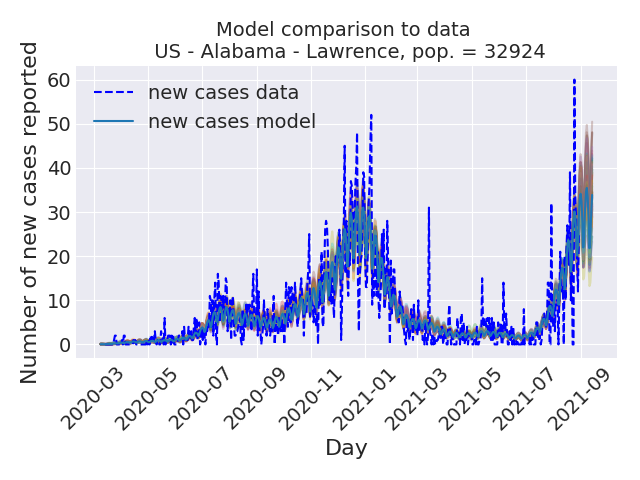 Model comparison to data
US - Alabama - Lawrence, pop. = 32924
Number of new cases reported
60
50
40
30
20
10
0
new cases data
new cases model
2020-03
2020-05
2020-07
2020-09
2020-11
2021-01
2021-03
2021-05
2021-07
2021-09
Day